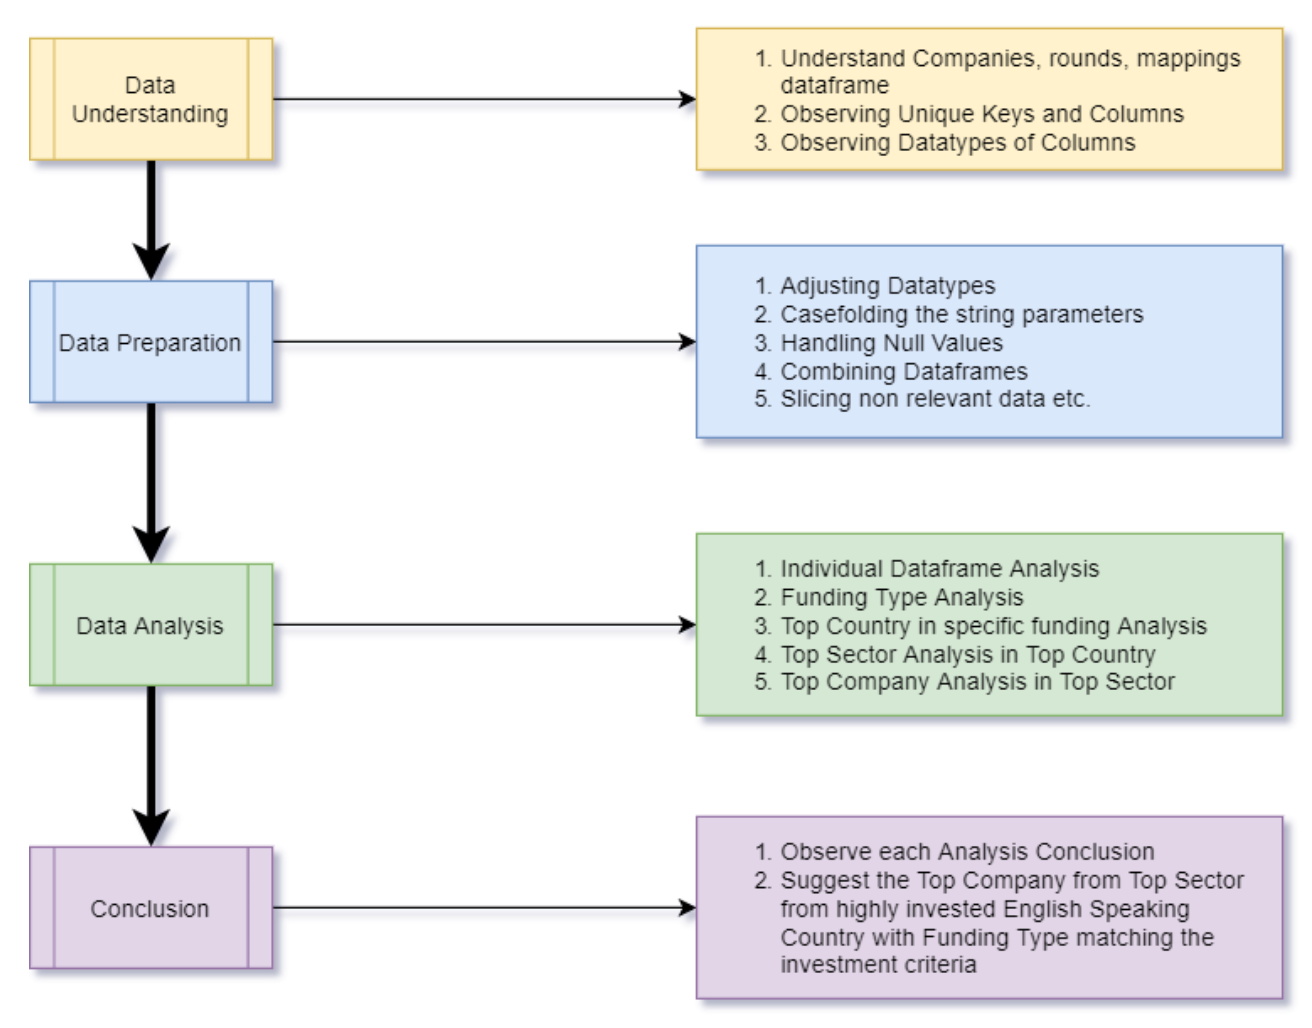 Data
Understanding
1. Understand Companies, rounds, mappings
dataframe
2. Observing Unique Keys and Columns
3. Observing Datatypes of Columns
Data Preparation
1. Adjusting Datatypes
2. Casefolding the string parameters
3. Handling Null Values
4. Combining Dataframes
5. Slicing non relevant data etc.
Data Analysis
1. Individual Dataframe Analysis
2. Funding Type Analysis
3. Top Country in specific funding Analysis
4. Top Sector Analysis in Top Country
5. Top Company Analysis in Top Sector
Conclusion
1. Observe each Analysis Conclusion
2. Suggest the Top Company from Top Sector
from highly invested English Speaking
Country with Funding Type matching the
investment criteria